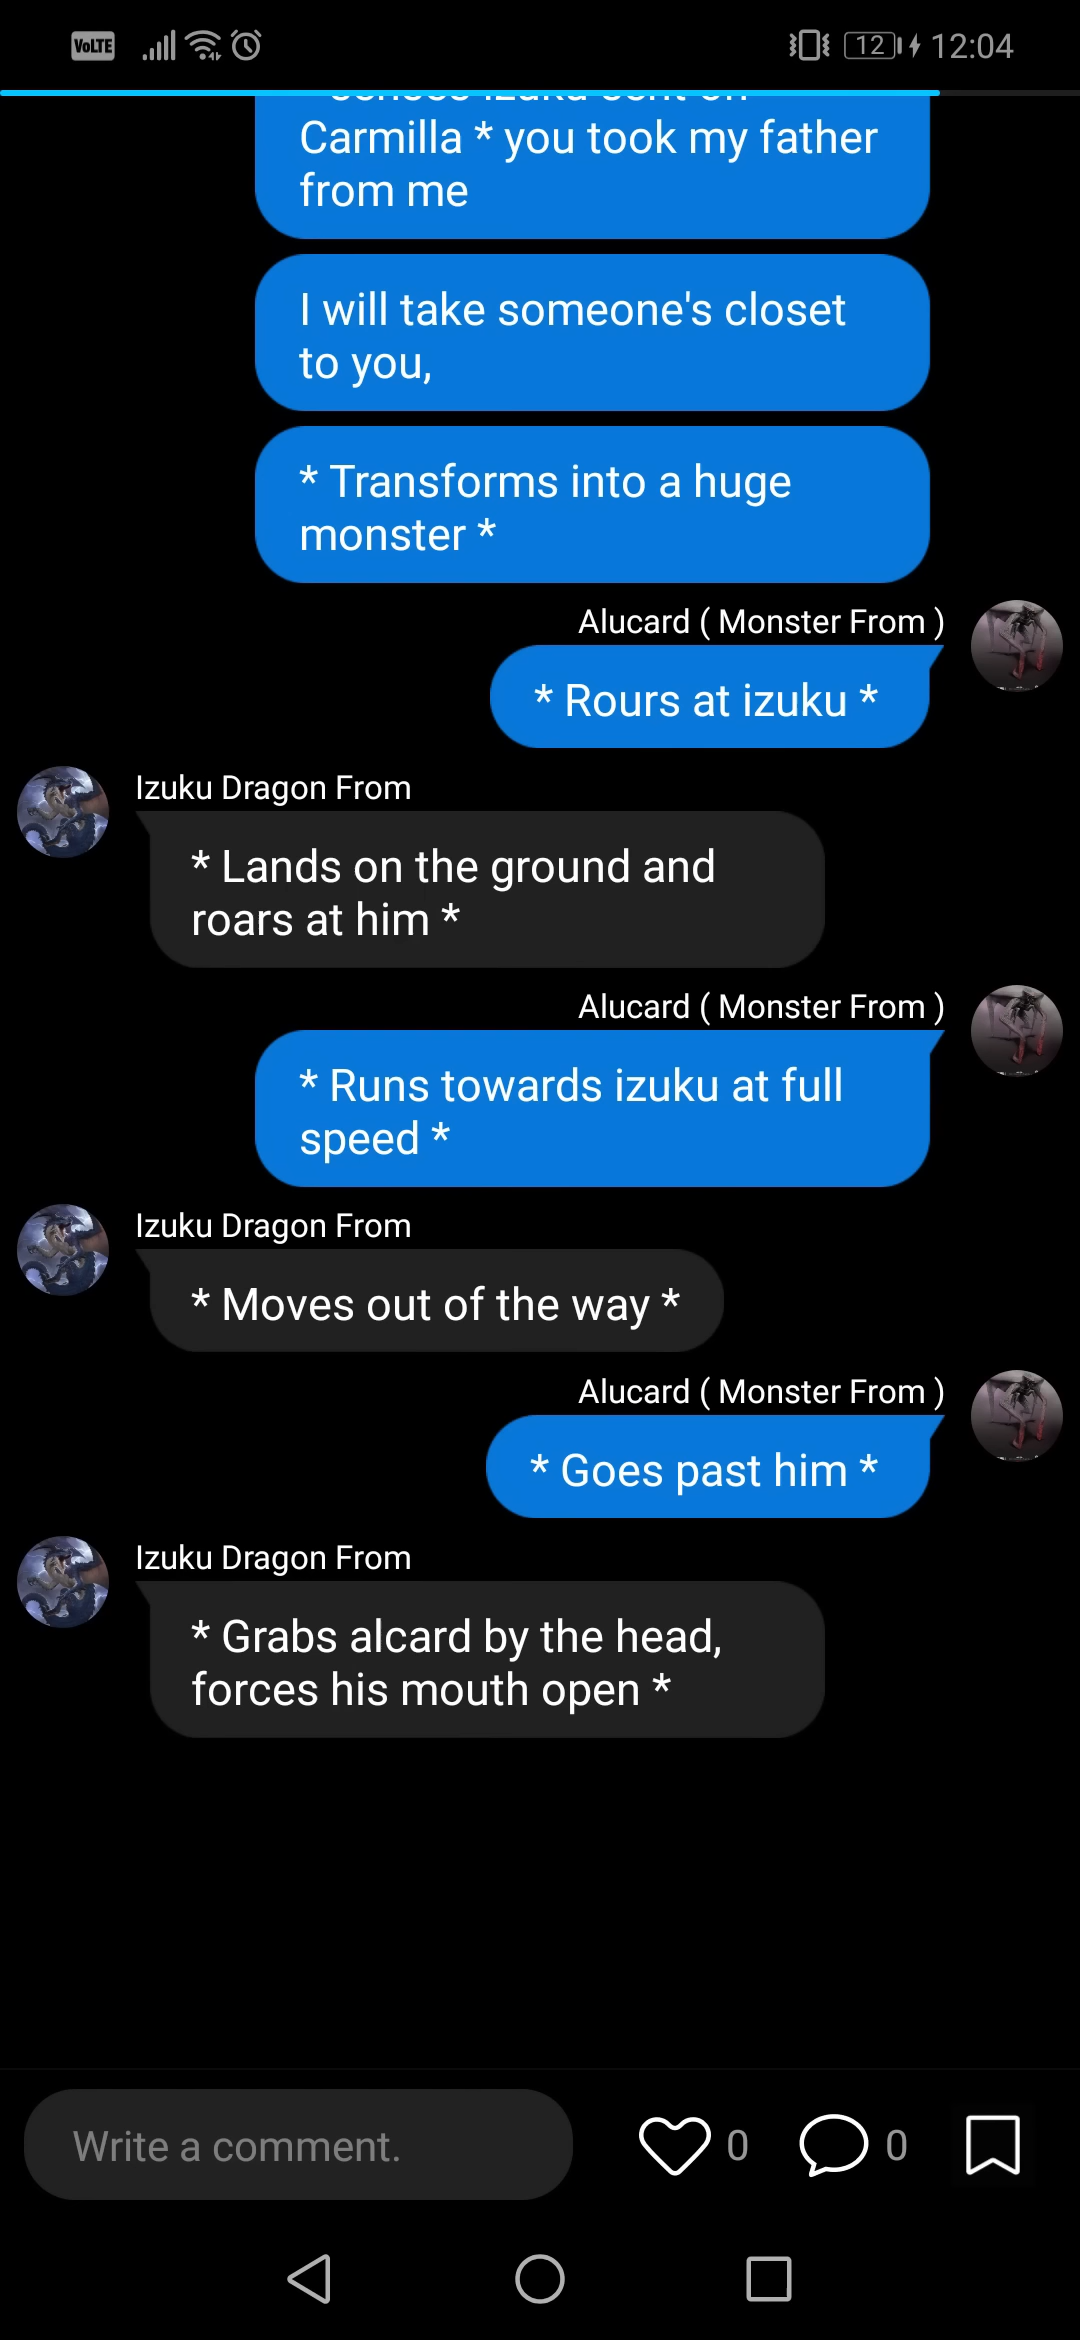 VoLTE
12
12:04
Carmilla * you took my father
from me
I will take someone's closet
to you,
* Transforms into a huge
monster *
Alucard ( Monster From )
* Rours at izuku *
Izuku Dragon From
* Lands on the ground and
roars at him *
Alucard ( Monster From )
* Runs towards izuku at full
speed *
Izuku Dragon From
* Moves out of the way *
Alucard ( Monster From )
* Goes past him *
Izuku Dragon From
* Grabs alcard by the head,
forces his mouth open *
Write a comment.
0
0